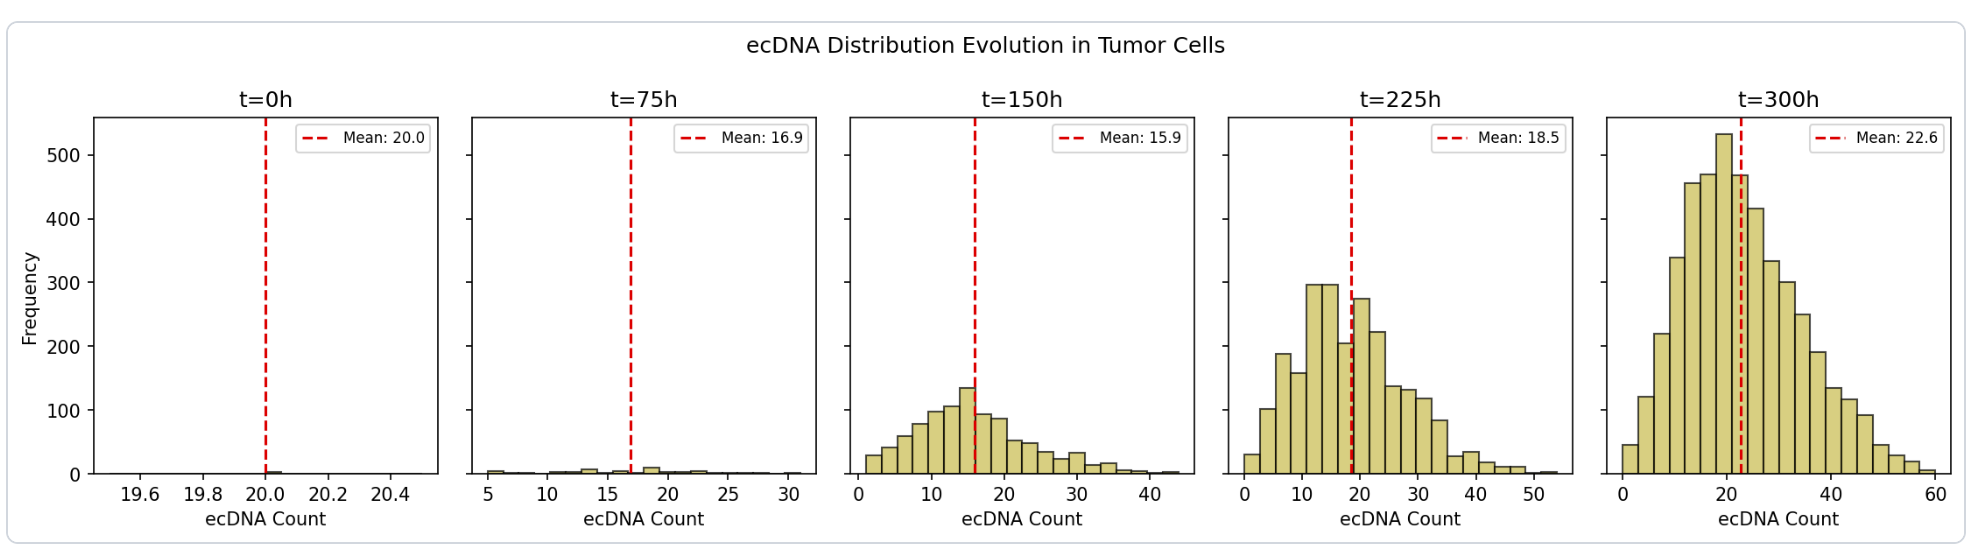 ecDNA Distribution Evolution in Tumor Cells
t=0h
t=75h
t=150h
t=225h
t=300h
Mean: 20.0
Mean: 16.9
Mean: 15.9
Mean: 18.5
Mean: 22.6
Frequency
500
400
300
200
100
0
19.6 19.8 20.0 20.2 20.4
5 10 15 20 25 30
0 10 20 30 40
0 10 20 30 40 50
0 20 40 60
ecDNA Count
ecDNA Count
ecDNA Count
ecDNA Count
ecDNA Count